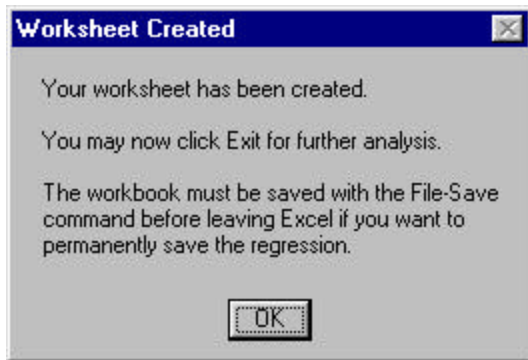 Worksheet Created
Your worksheet has been created.
You may now click Exit for further analysis.
The workbook must be saved with the File-Save
command before leaving Excel if you want to
permanently save the regression.
OK